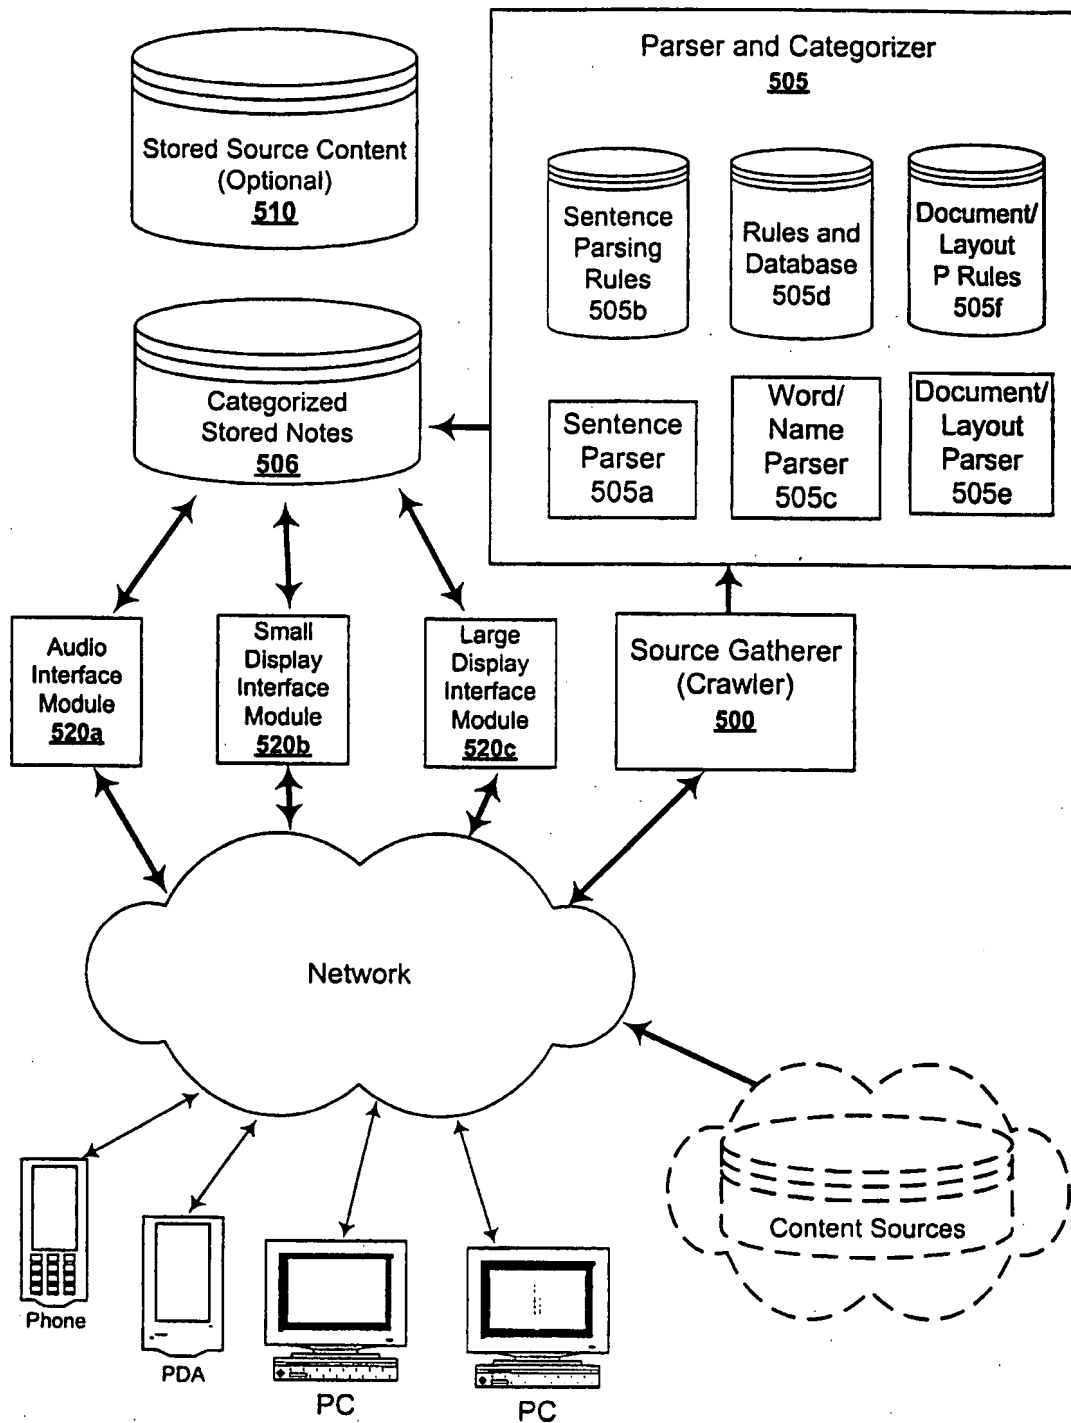 Parser and Categorizer
505
Stored Source Content
(Optional)
510
Sentence
Parsing
Rules
505b
Rules and
Database
505d
Document/
Layout
P Rules
505f
Categorized
Stored Notes
506
Sentence
Parser
505a
Word/
Name
Parser
505c
Document/
Layout
Parser
505e
Audio
Interface
Module
520a
Small
Display
Interface
Module
520b
Large
Display
Interface
Module
520c
Source Gatherer
(Crawler)
500
Network
Content Sources
Phone
PDA
PC
PC